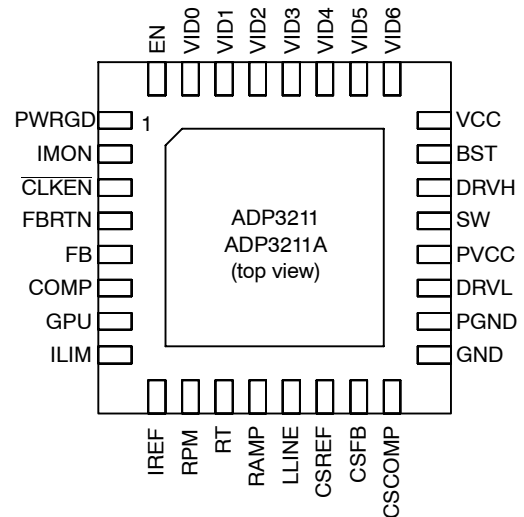 EN
VID0
VID1
VID2
VID3
VID4
VID5
VID6
PWRGD
IMON
CLKEN
FBRTN
FB
COMP
GPU
ILIM
1
ADP3211
ADP3211A
(top view)
VCC
BST
DRVH
SW
PVCC
DRVL
PGND
GND
IREF
RPM
RT
RAMP
LLINE
CSREF
CSFB
CSCOMP